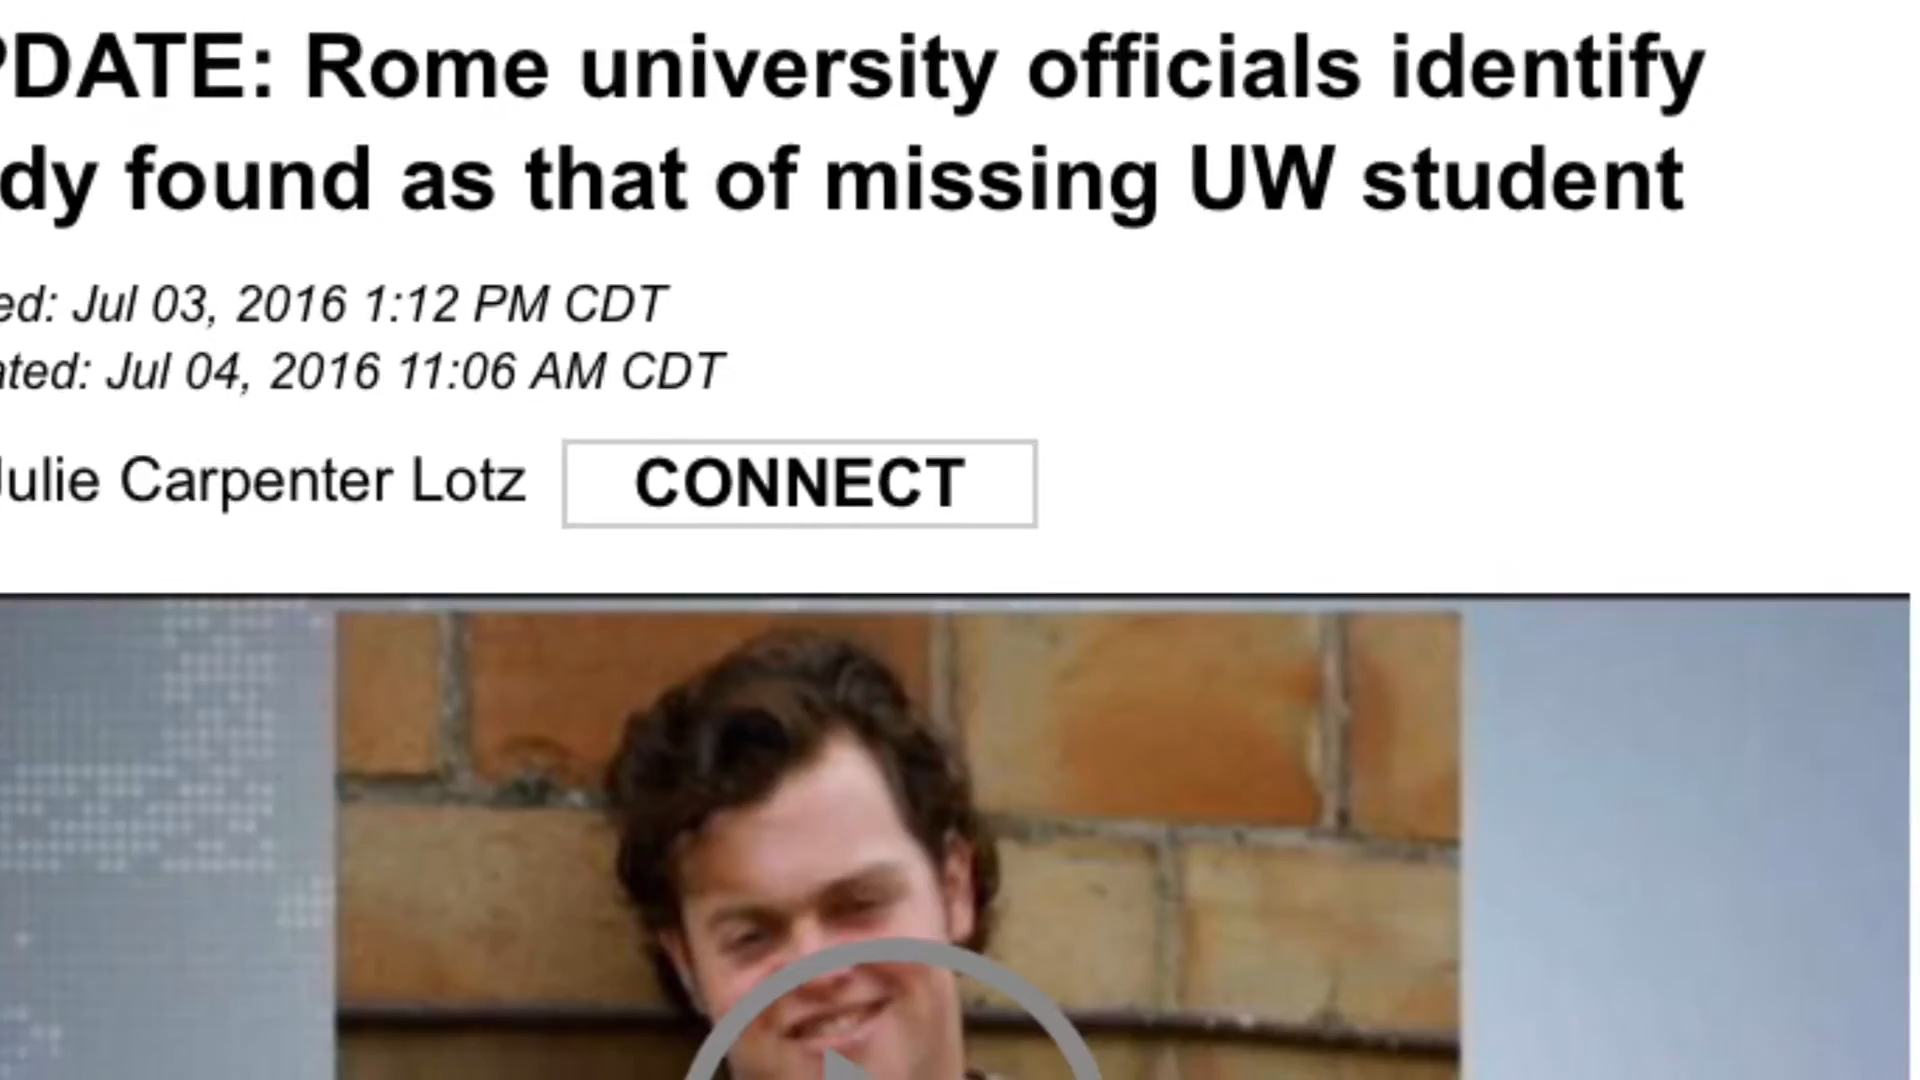 PDATE: Rome university officials identify
dy found as that of missing UW student
ed: Jul 03, 2016 1:12 PM CDT
ated: Jul 04, 2016 11:06 AM CDT
Julie Carpenter Lotz
CONNECT